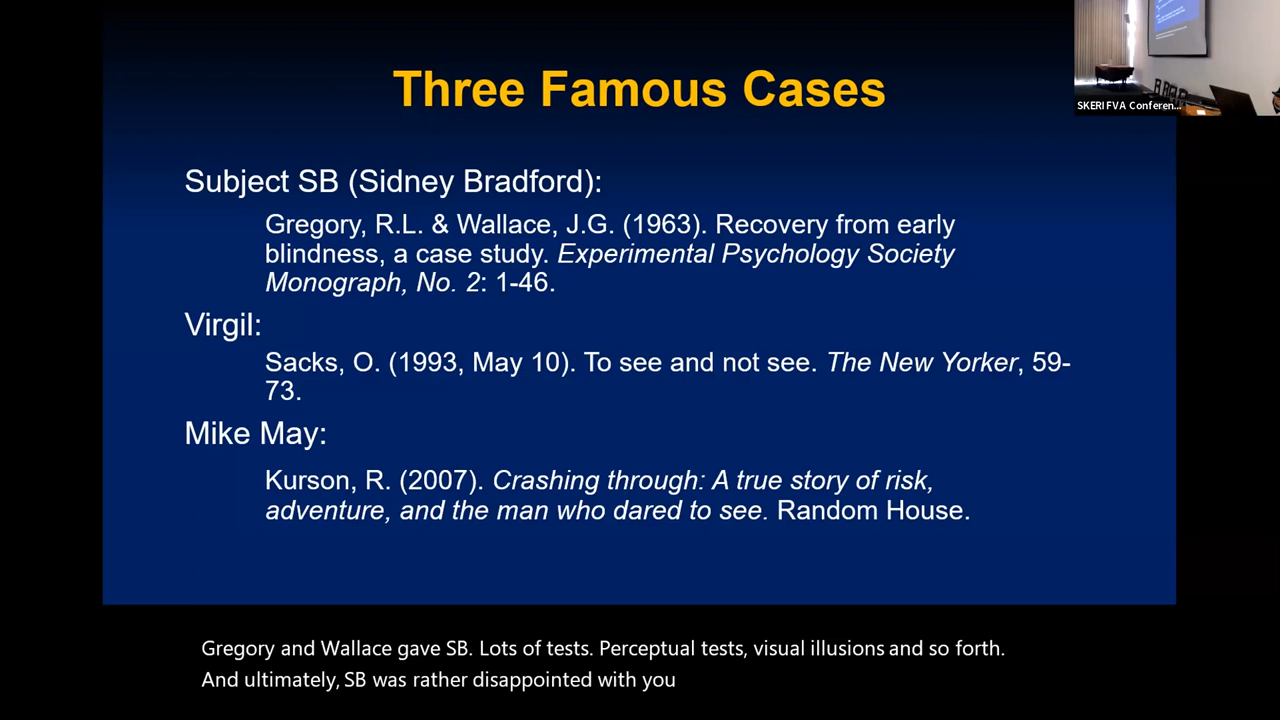 Three Famous Cases
SKERI FVA Conferen...
Subject SB (Sidney Bradford):
Gregory, R.L. & Wallace, J.G. (1963). Recovery from early
blindness, a case study. Experimental Psychology Society
Monograph, No. 2: 1-46.
Virgil:
Sacks, O. (1993, May 10). To see and not see. The New Yorker, 59-
73.
Mike May:
Kurson, R. (2007). Crashing through: A true story of risk,
adventure, and the man who dared to see. Random House.
Gregory and Wallace gave SB. Lots of tests. Perceptual tests, visual illusions and so forth.
And ultimately, SB was rather disappointed with you